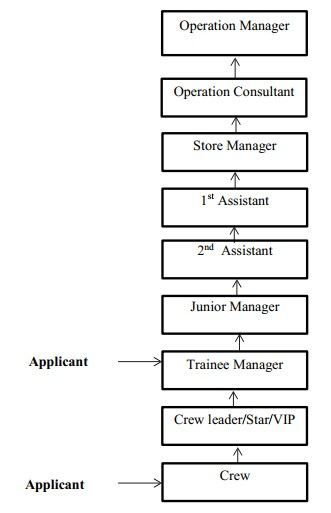 Operation Manager
Operation Consultant
Store Manager
1st Assistant
2nd Assistant
Junior Manager
Applicant
Trainee Manager
Crew leader/Star/VIP
Crew
Applicant